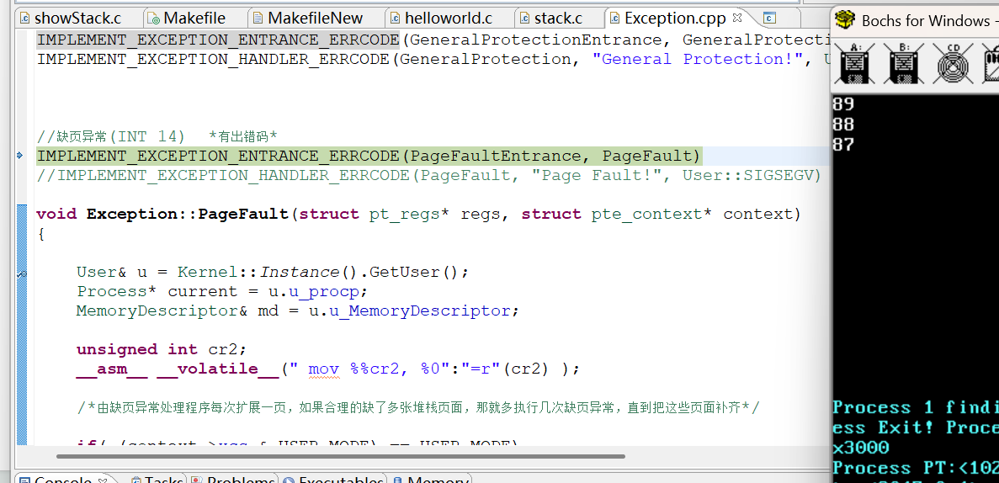 showStack.c Makefile MakefileNew helloworld.c stack.c Exception.cpp
IMPLEMENT_EXCEPTION_ENTRANCE_ERRCODE(GeneralProtectionEntrance, GeneralProtecti
IMPLEMENT_EXCEPTION_HANDLER_ERRCODE(GeneralProtection, "General Protection!", U
//缺页异常(INT 14)  *有出错码*
IMPLEMENT_EXCEPTION_ENTRANCE_ERRCODE(PageFaultEntrance, PageFault)
//IMPLEMENT_EXCEPTION_HANDLER_ERRCODE(PageFault, "Page Fault!", User::SIGSEGV)
void Exception::PageFault(struct pt_regs* regs, struct pte_context* context)
{
User& u = Kernel::Instance().GetUser();
Process* current = u.u_procp;
MemoryDescriptor& md = u.u_MemoryDescriptor;
unsigned int cr2;
__asm__ __volatile__(" mov %%cr2, %0":"=r"(cr2) );
/*由缺页异常处理程序每次扩展一页，如果合理的缺了多张堆栈页面，那就多执行几次缺页异常，直到把这些页面补齐*/
if( (context->xcs & USER_MODE) == USER_MODE)
Console Tasks Problems Executables Memory
Bochs for Windows -
A: B: CD
89
88
87
Process 1 findi
ess Exit! Proce
x3000
Process PT:<102